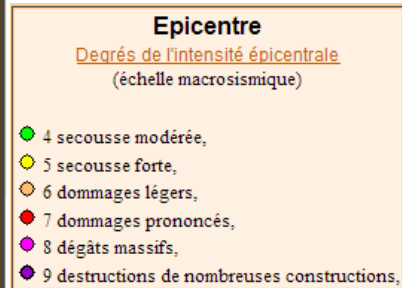 Epicentre
Degrés de l'intensité épicentrale
(échelle macrosismique)
4 secousse modérée,
5 secousse forte,
6 dommages légers,
7 dommages prononcés,
8 dégâts massifs,
9 destructions de nombreuses constructions,